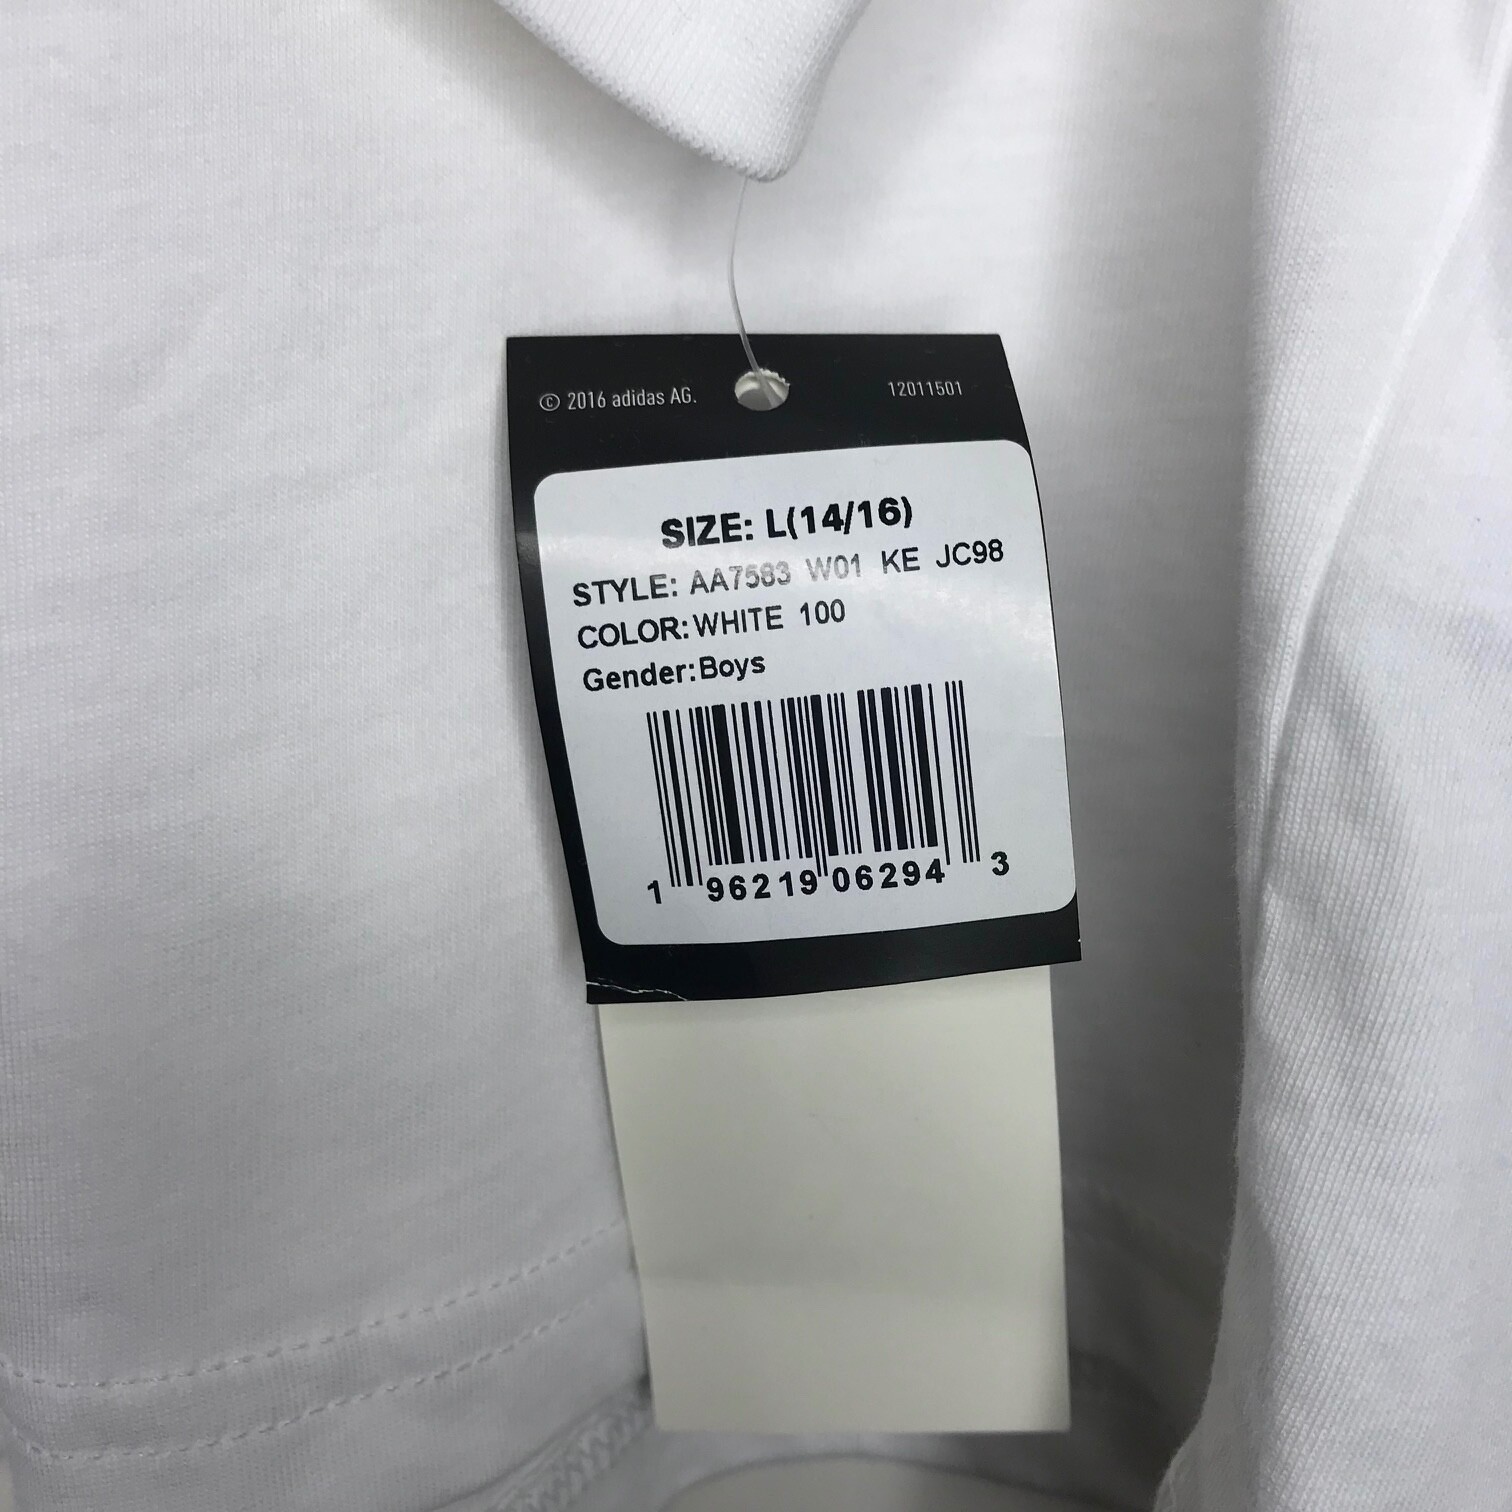 © 2016 adidas AG. 12011501
SIZE: L(14/16)
STYLE: AA7583 W01 KE JC98
COLOR:WHITE 100
Gender:Boys
1 96219 06294 3